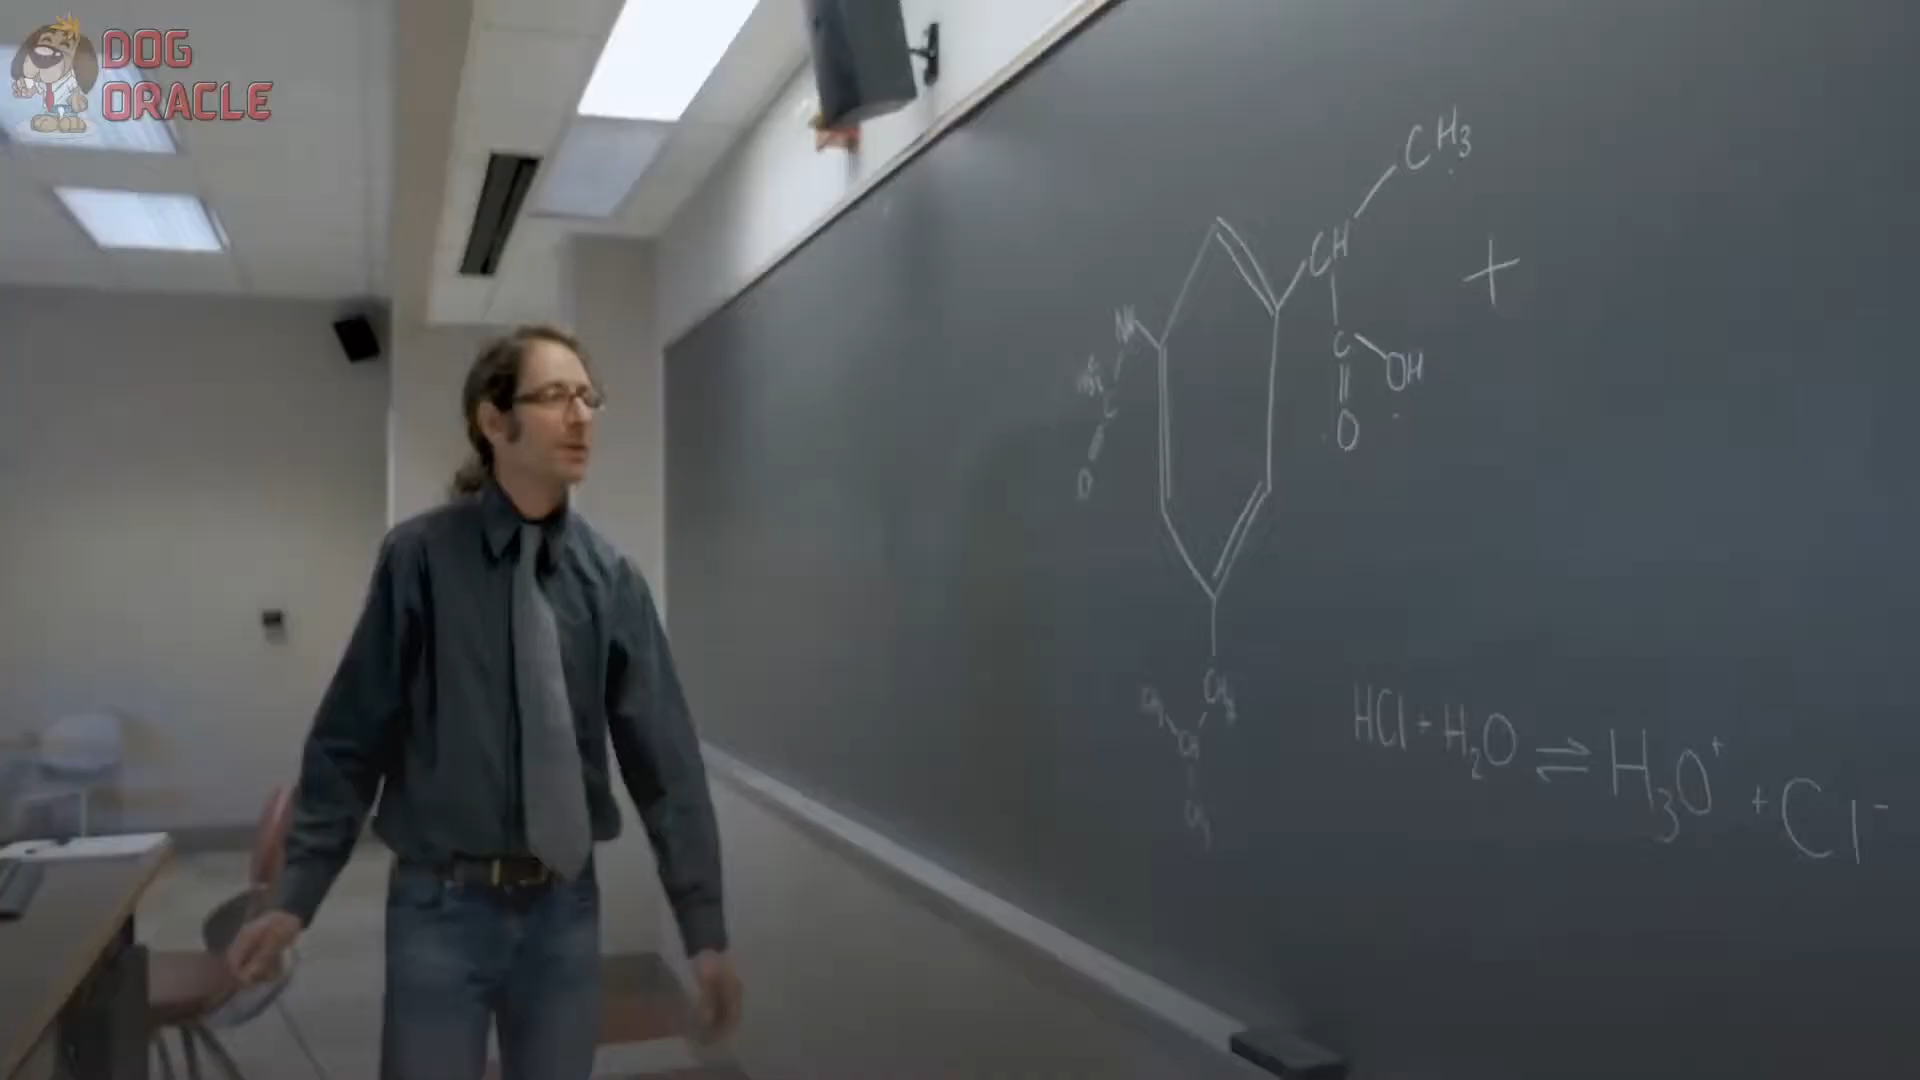 DOG
ORACLE
CH3
CH
+
C
OH
O
O
HCl + H2O ⇌ H3O+ + Cl-